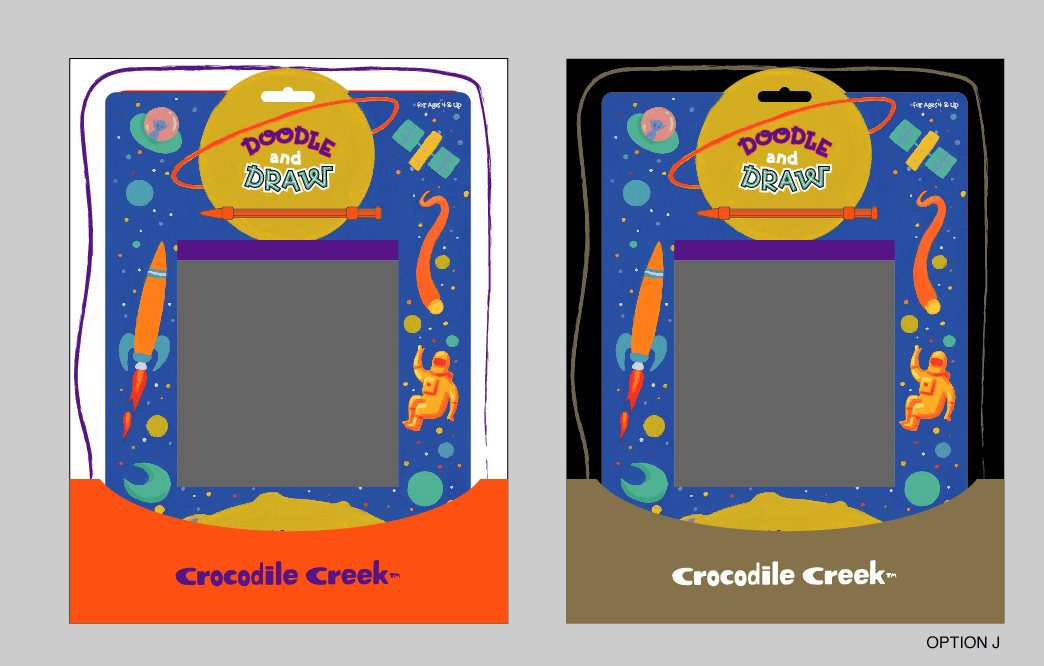 For Ages 4 & Up
DOODLE
and
DRAW
Crocodile Creek™
For Ages 4 & Up
DOODLE
and
DRAW
Crocodile Creek™
OPTION J